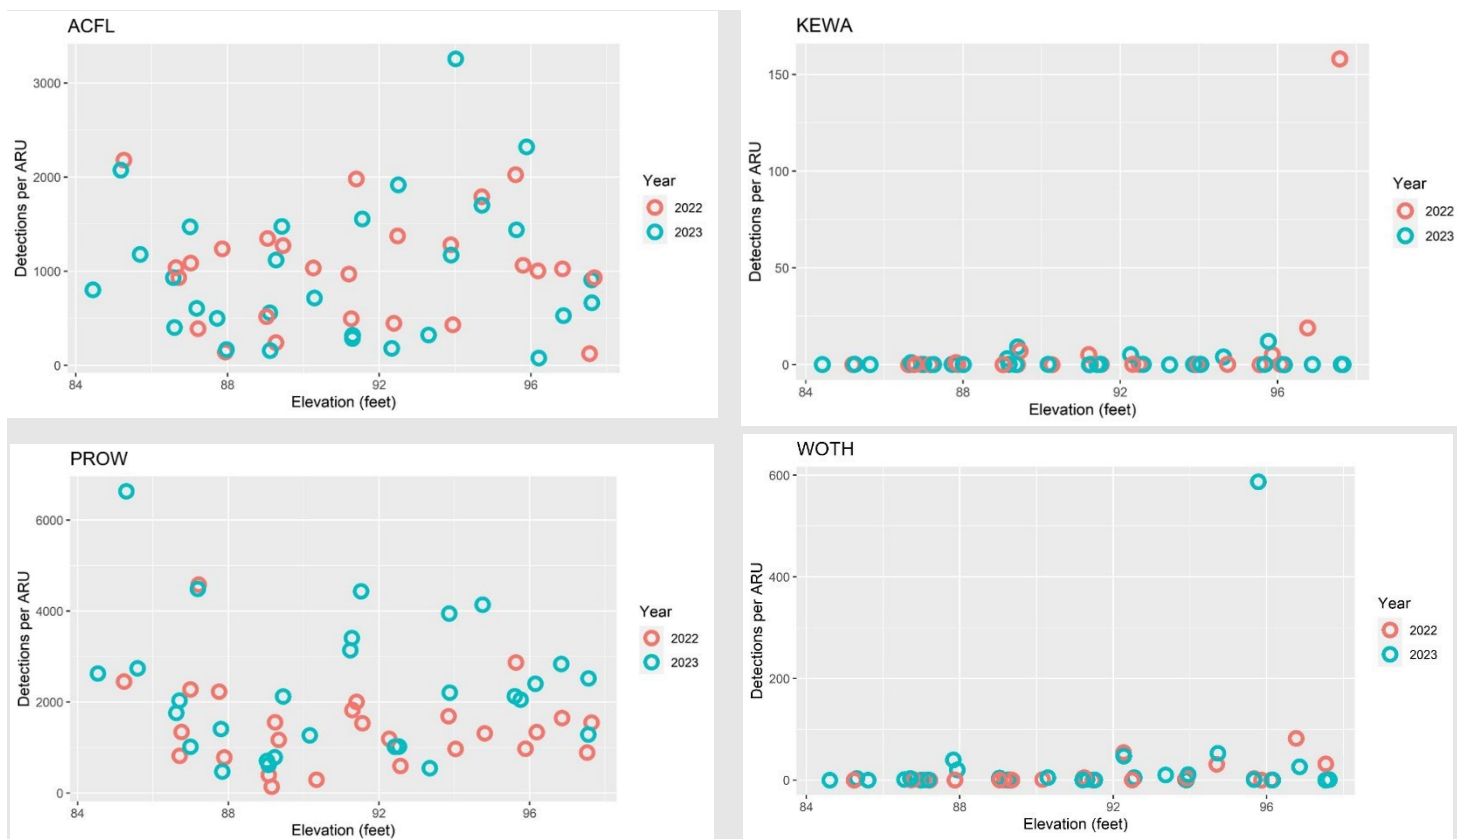 ACFL
3000
2000
1000
0
84
88
92
96
Detections per ARU
Elevation (feet)
Year
2022
2023
KEWA
150
100
50
0
84
88
92
96
Detections per ARU
Elevation (feet)
Year
2022
2023
PROW
6000
4000
2000
0
84
88
92
96
Detections per ARU
Elevation (feet)
Year
2022
2023
WOTH
600
400
200
0
84
88
92
96
Detections per ARU
Elevation (feet)
Year
2022
2023